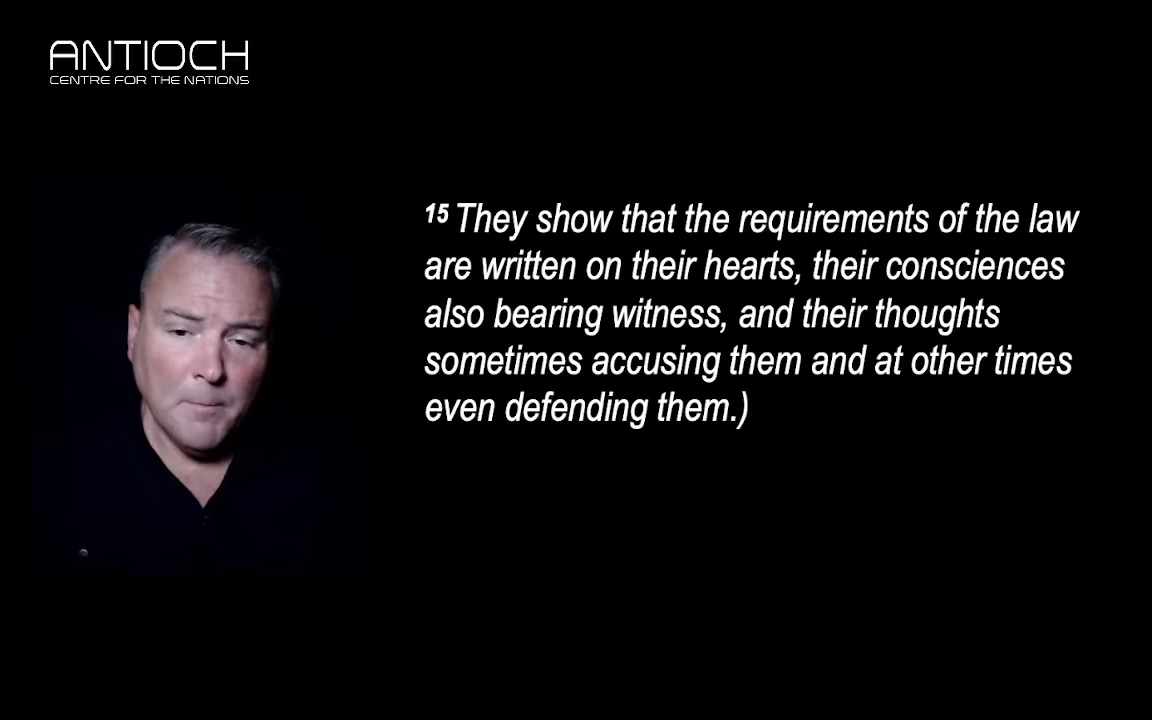 ANTIOCH
CENTRE FOR THE NATIONS
15 They show that the requirements of the law
are written on their hearts, their consciences
also bearing witness, and their thoughts
sometimes accusing them and at other times
even defending them.)